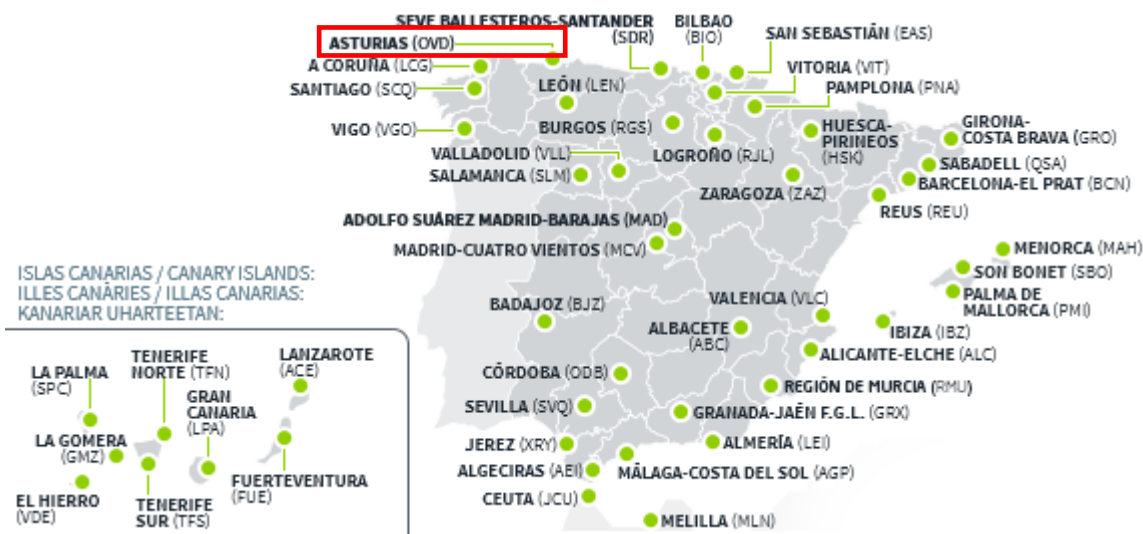 SEVE BALLESTEROS-SANTANDER
(SDR)
BILBAO
(BIO)
SAN SEBASTIÁN (EAS)
ASTURIAS (OVD)
A CORUÑA (LCG)
VITORIA (VIT)
SANTIAGO (SCQ)
LEÓN (LEN)
PAMPLONA (PNA)
VIGO (VGO)
BURGOS (RGS)
HUESCA-
PIRINEOS
(HSK)
GIRONA-
COSTA BRAVA (GRO)
VALLADOLID (VLL)
LOGROÑO (RJL)
SABADELL (QSA)
SALAMANCA (SLM)
ZARAGOZA (ZAZ)
BARCELONA-EL PRAT (BCN)
REUS (REU)
ADOLFO SUÁREZ MADRID-BARAJAS (MAD)
MADRID-CUATRO VIENTOS (MCV)
MENORCA (MAH)
SON BONET (SBO)
PALMA DE
MALLORCA (PMI)
ISLAS CANARIAS / CANARY ISLANDS:
ILLES CANÀRIES / ILLAS CANARIAS:
KANARIAR UHARTEETAN:
BADAJOZ (BJZ)
VALENCIA (VLC)
ALBACETE
(ABC)
IBIZA (IBZ)
ALICANTE-ELCHE (ALC)
CÓRDOBA (ODB)
REGIÓN DE MURCIA (RMU)
SEVILLA (SVQ)
GRANADA-JAÉN F.G.L. (GRX)
JEREZ (XRY)
ALMERÍA (LEI)
ALGECIRAS (AEI)
MÁLAGA-COSTA DEL SOL (AGP)
CEUTA (JCU)
MELILLA (MLN)
LA PALMA
(SPC)
TENERIFE
NORTE (TFN)
LANZAROTE
(ACE)
GRAN
CANARIA
(LPA)
LA GOMERA
(GMZ)
EL HIERRO
(VDE)
TENERIFE
SUR (TFS)
FUERTEVENTURA
(FUE)